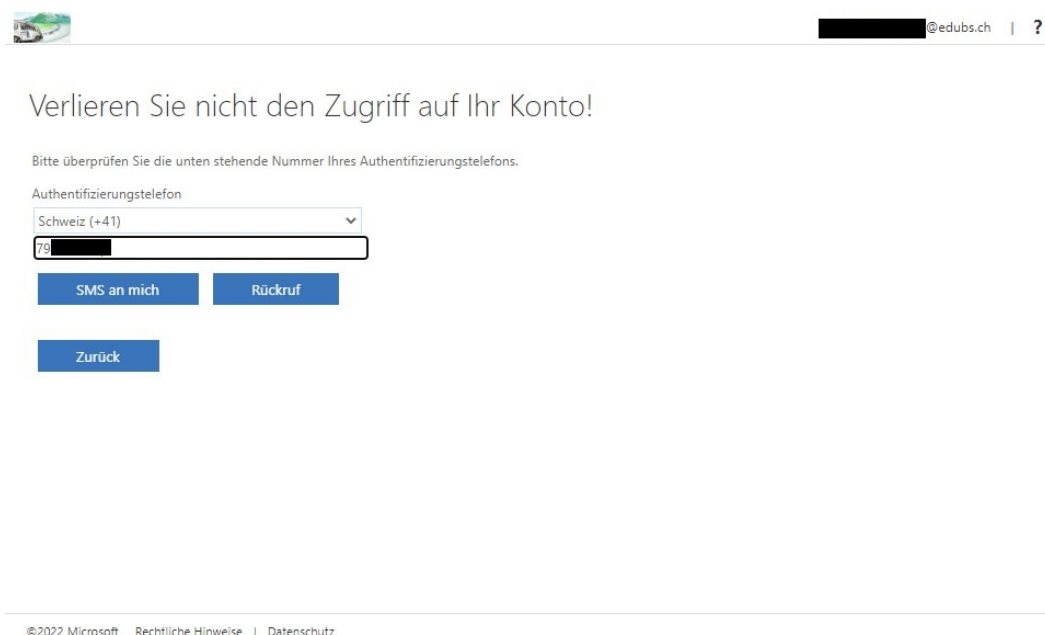 @edubs.ch | ?
Verlieren Sie nicht den Zugriff auf Ihr Konto!
Bitte überprüfen Sie die unten stehende Nummer Ihres Authentifizierungstelefons.
Authentifizierungstelefon
Schweiz (+41)
79
SMS an mich Rückruf
Zurück
©2022 Microsoft Rechtliche Hinweise | Datenschutz